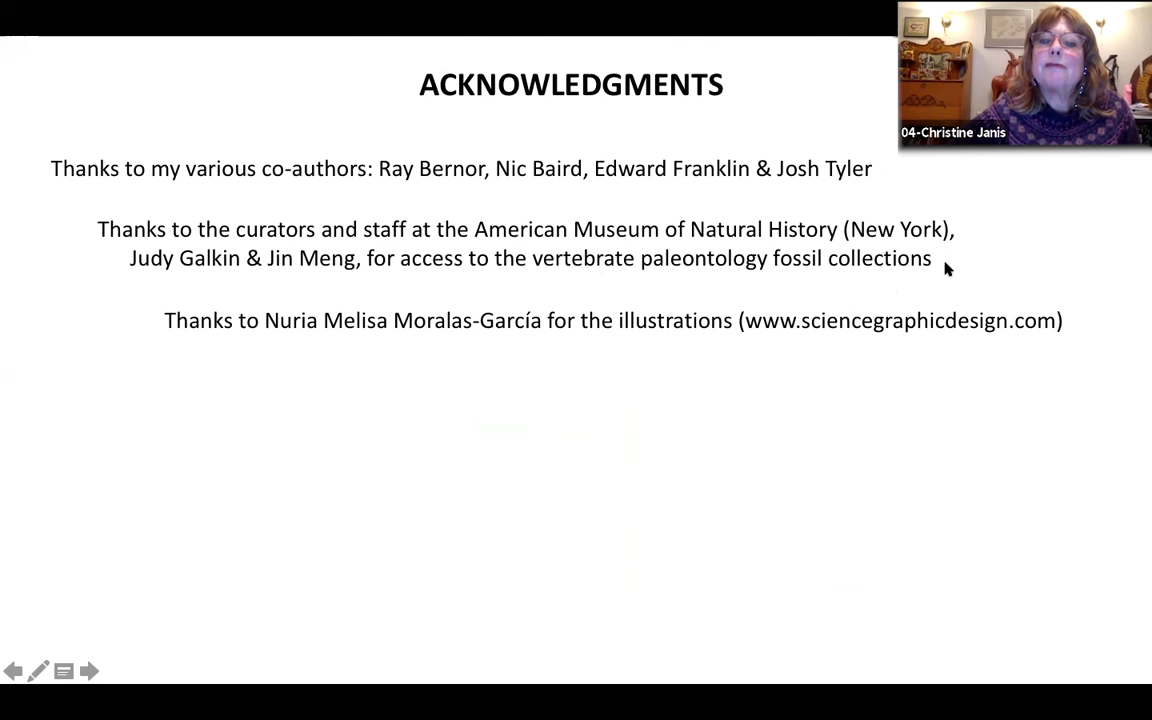 ACKNOWLEDGMENTS
04-Christine Janis
Thanks to my various co-authors: Ray Bernor, Nic Baird, Edward Franklin & Josh Tyler
Thanks to the curators and staff at the American Museum of Natural History (New York),
Judy Galkin & Jin Meng, for access to the vertebrate paleontology fossil collections
Thanks to Nuria Melisa Moralas-García for the illustrations (www.sciencegraphicdesign.com)